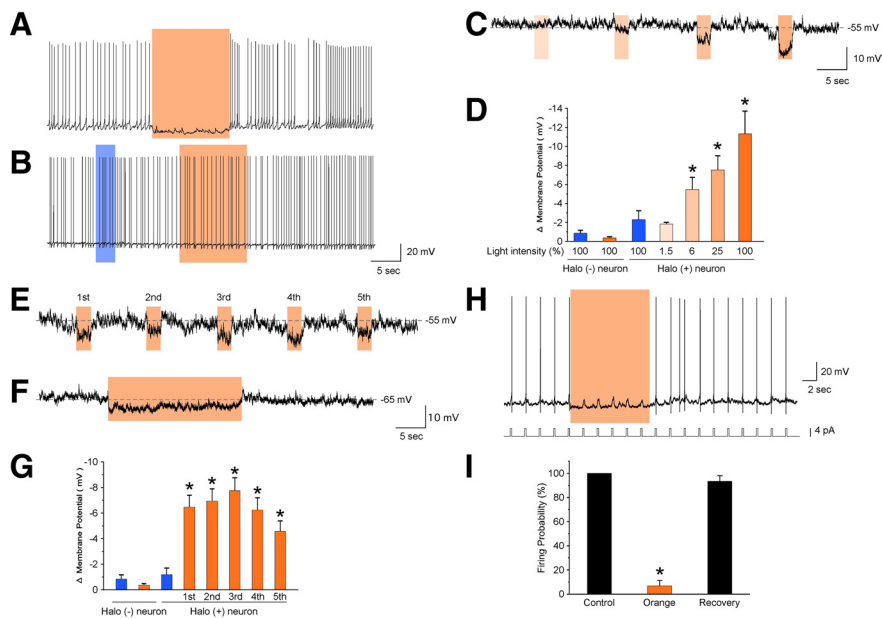 A
B
20 mV
5 sec
C
-55 mV
10 mV
5 sec
D
Δ Membrane Potential ( mV )
-14
-12
-10
-8
-6
-4
-2
0
* * *
Light intensity (%) 100 100 100 1.5 6 25 100
Halo (-) neuron Halo (+) neuron
E
1st 2nd 3rd 4th 5th
-55 mV
F
-65 mV
10 mV
5 sec
G
Δ Membrane Potential ( mV )
-10
-8
-6
-4
-2
0
* * * * *
1st 2nd 3rd 4th 5th
Halo (-) neuron Halo (+) neuron
H
20 mV
2 sec
4 pA
I
Firing Probability (%)
100
80
60
40
20
0
*
Control Orange Recovery